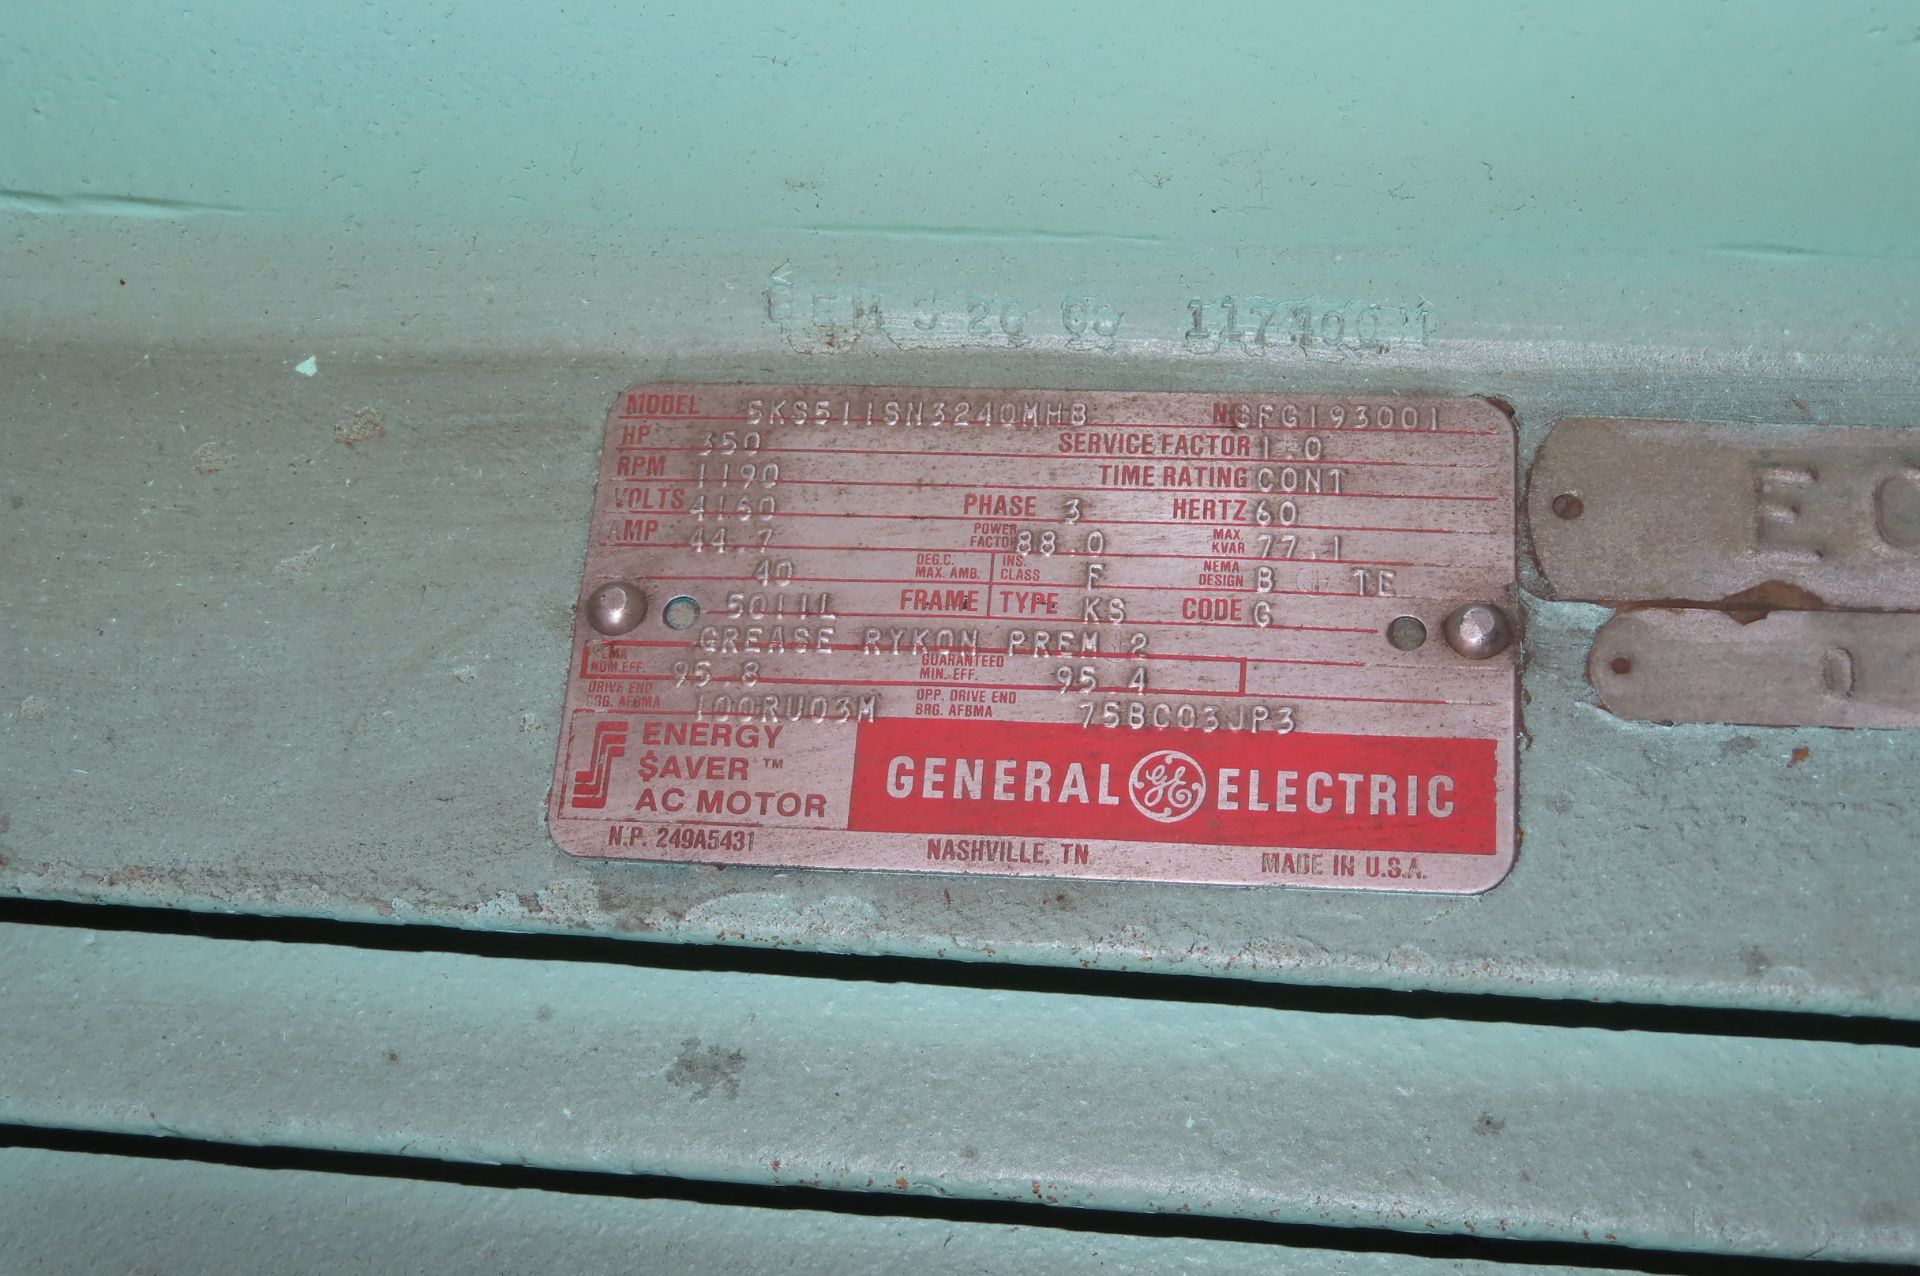 MODEL 5KS511SN3240MHB NO SFG193001
HP 350 SERVICE FACTOR 1.0
RPM 1190 TIME RATING CONT
VOLTS 4160 PHASE 3 HERTZ 60
AMP 44.7 POWER FACTOR 88.0 MAX. KVAR 77.1
40 DEG.C. MAX. AMB. INS. CLASS F NEMA DESIGN B TE
5011L FRAME TYPE KS CODE G
GREASE RYKON PREM 2
NEMA NOM.EFF. 95.8 GUARANTEED MIN. EFF. 95.4
DRIVE END BRG. AFBMA 100RU03M OPP. DRIVE END BRG. AFBMA 75BC03JP3
ENERGY
$AVER™
AC MOTOR
GENERAL GE ELECTRIC
N.P. 249A5431 NASHVILLE, TN MADE IN U.S.A.